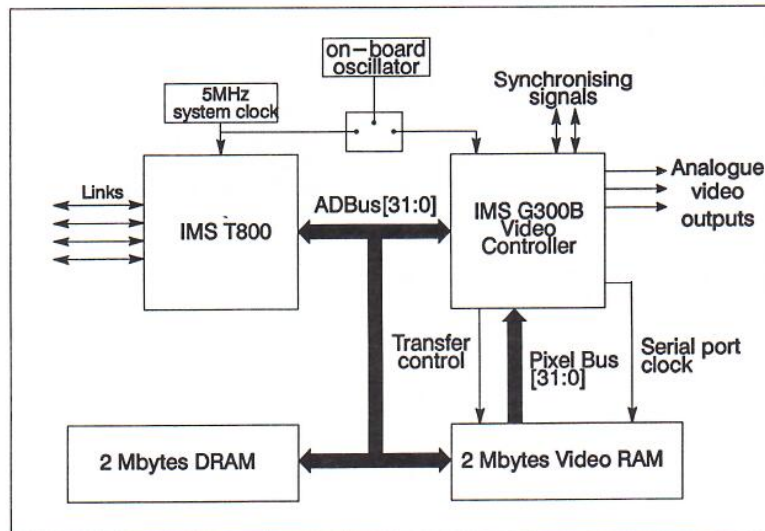 on-board
oscillator
5MHz
system clock
Synchronising
signals
Links
IMS T800
ADBus[31:0]
IMS G300B
Video
Controller
Analogue
video
outputs
Transfer
control
Pixel Bus
[31:0]
Serial port
clock
2 Mbytes DRAM
2 Mbytes Video RAM